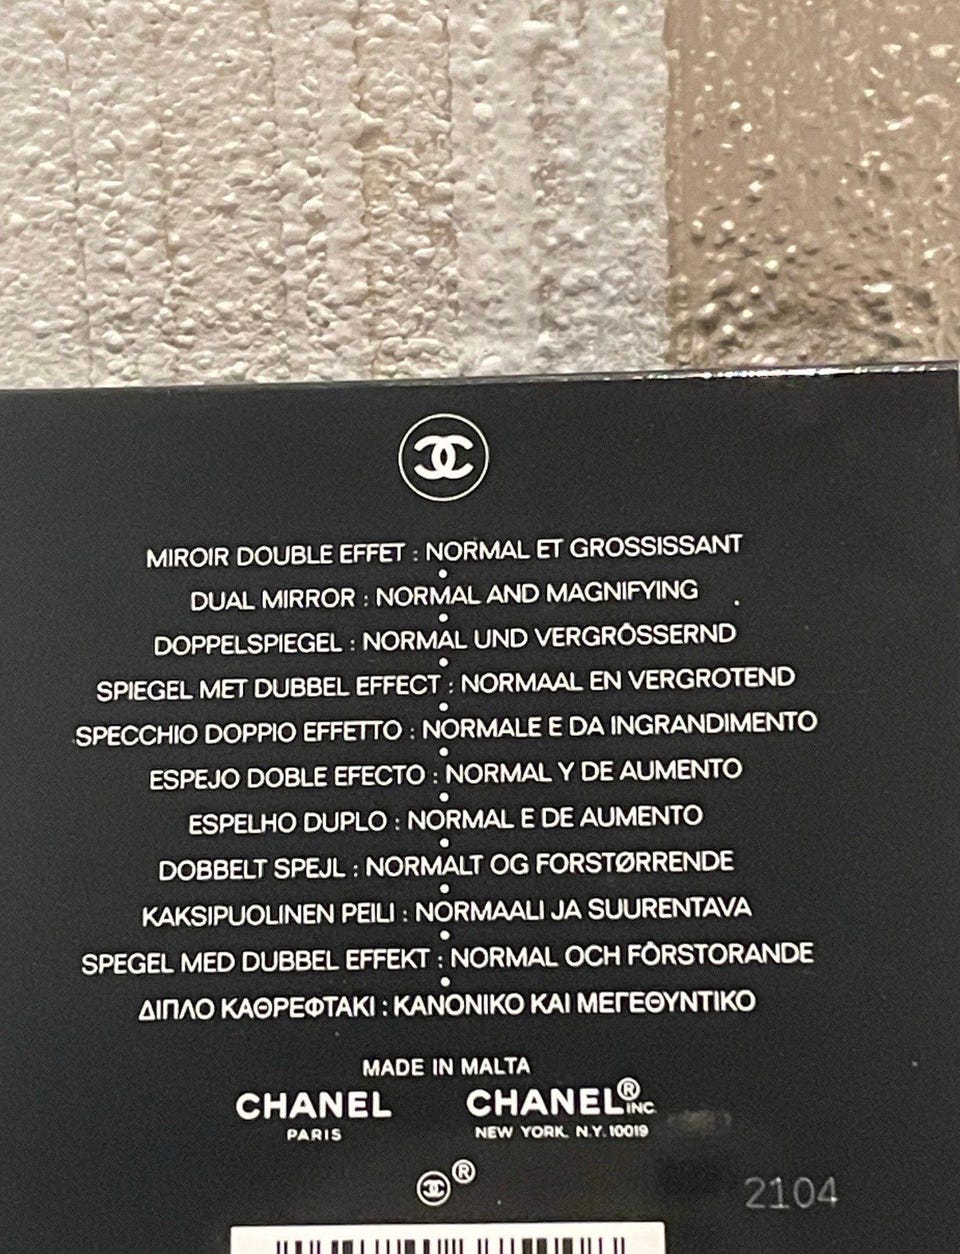 MIROIR DOUBLE EFFET : NORMAL ET GROSSISSANT
DUAL MIRROR : NORMAL AND MAGNIFYING
DOPPELSPIEGEL : NORMAL UND VERGRÖSSERND
SPIEGEL MET DUBBEL EFFECT : NORMAAL EN VERGROTEND
SPECCHIO DOPPIO EFFETTO : NORMALE E DA INGRANDIMENTO
ESPEJO DOBLE EFECTO : NORMAL Y DE AUMENTO
ESPELHO DUPLO : NORMAL E DE AUMENTO
DOBBELT SPEJL : NORMALT OG FORSTØRRENDE
KAKSIPUOLINEN PEILI : NORMAALI JA SUURENTAVA
SPEGEL MED DUBBEL EFFEKT : NORMAL OCH FÖRSTORANDE
ΔΙΠΛΟ ΚΑΘΡΕΦΤΑΚΙ : ΚΑΝΟΝΙΚΟ ΚΑΙ ΜΕΓΕΘΥΝΤΙΚΟ
MADE IN MALTA
CHANEL
PARIS
CHANEL® INC.
NEW YORK. N.Y. 10019
®
2104